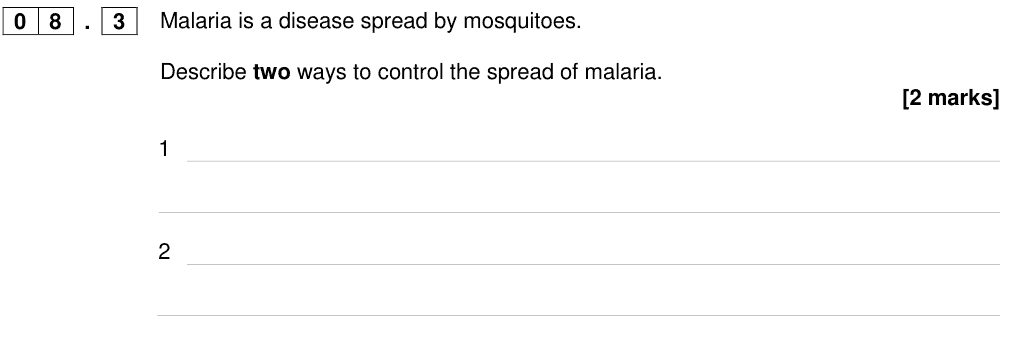 0 8 . 3 Malaria is a disease spread by mosquitoes.
Describe two ways to control the spread of malaria.
[2 marks]
1
2